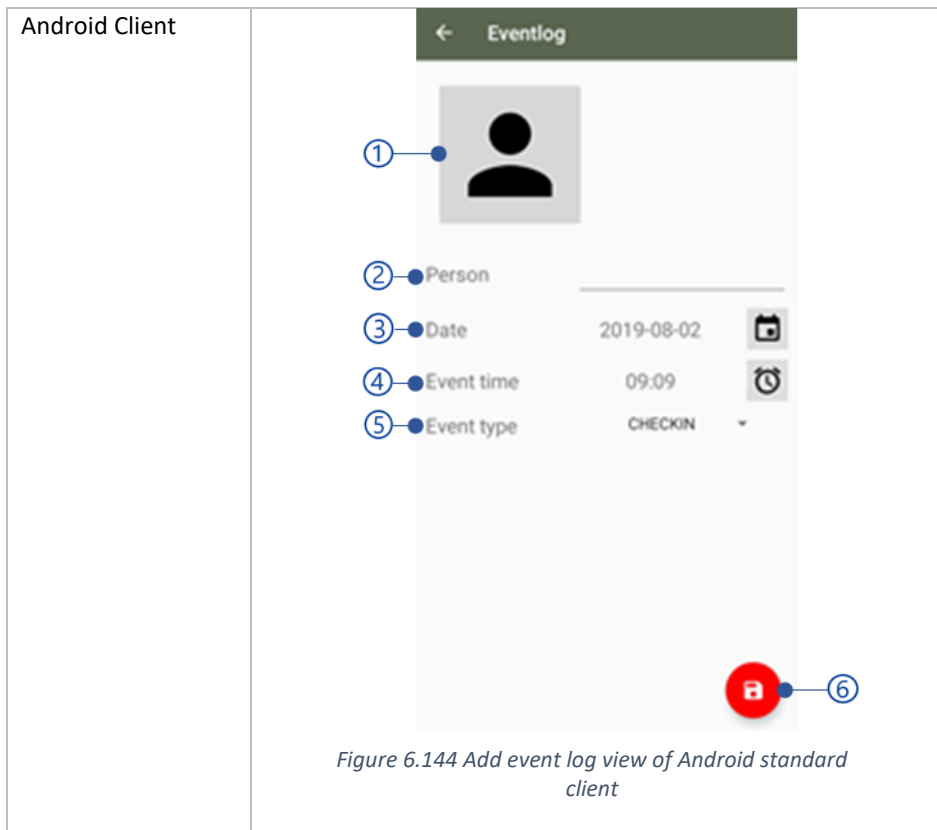 Android Client
← Eventlog
①
② Person
③ Date 2019-08-02
④ Event time 09:09
⑤ Event type CHECKIN
⑥
Figure 6.144 Add event log view of Android standard
client